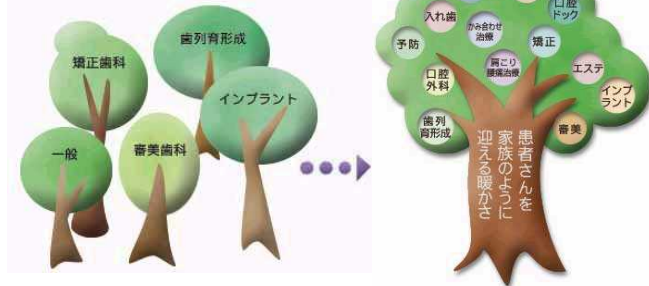 矯正歯科
歯列育形成
インプラント
一般
審美歯科
口腔
ドック
入れ歯
かみ合わせ
治療
予防
矯正
肩こり
腰痛治療
エステ
口腔
外科
インプ
ラント
歯列
育形成
審美
患者さんを
家族のように
迎える暖かさ